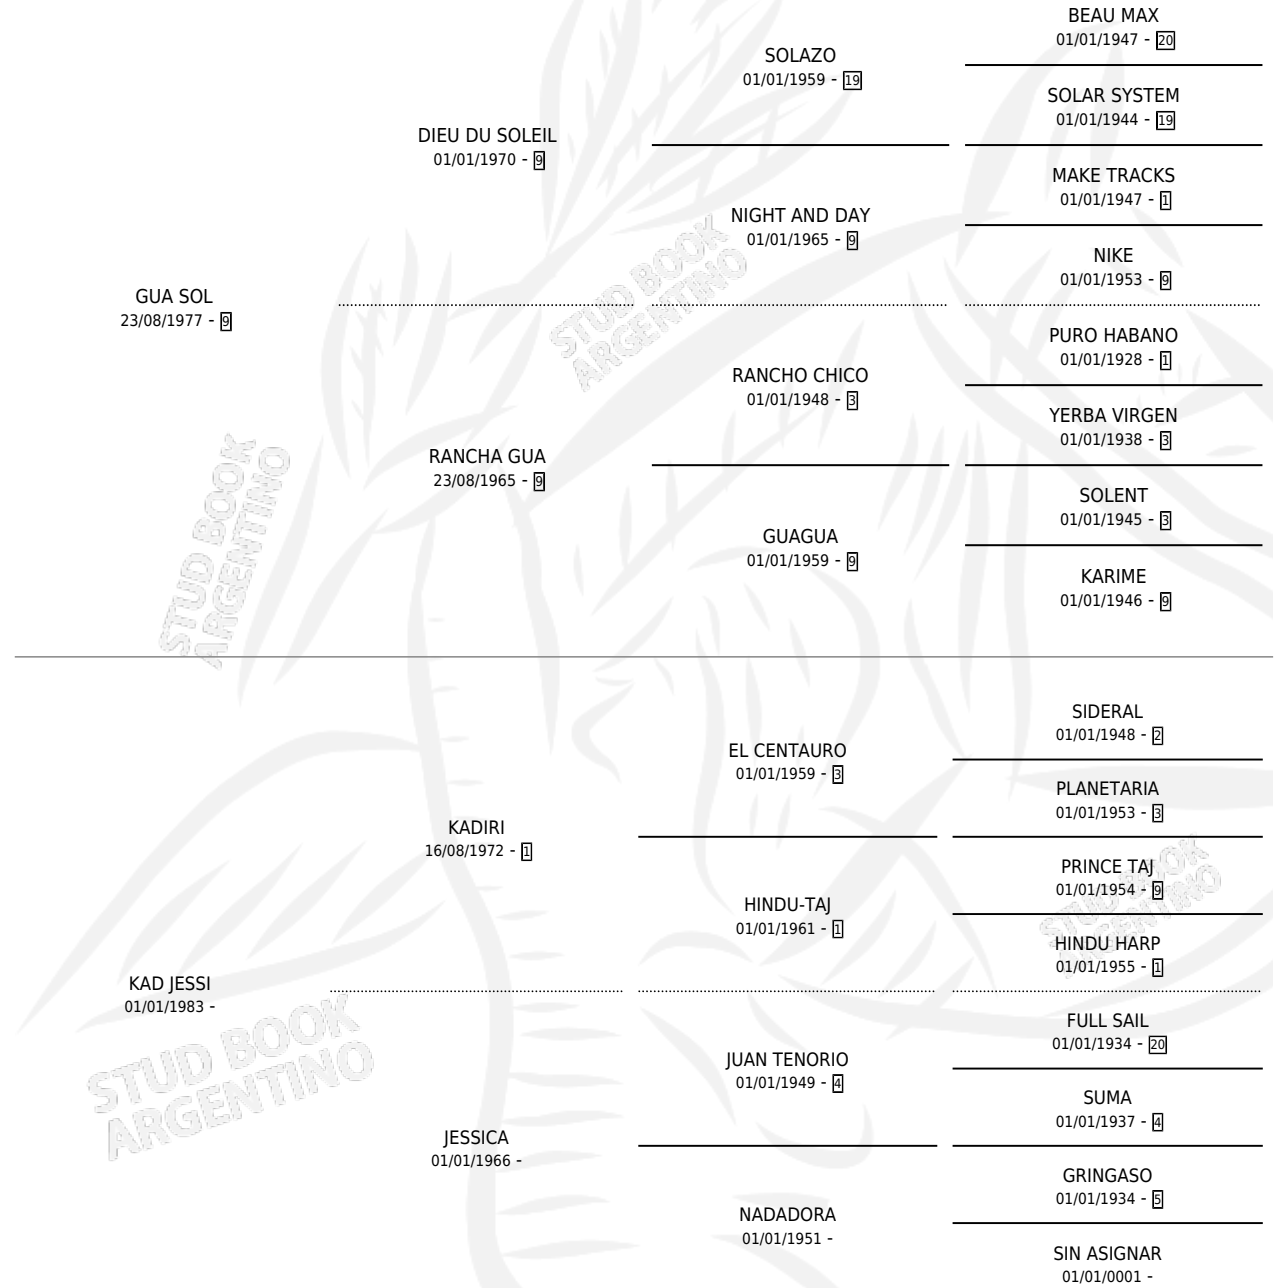 GUA SOL
23/08/1977 - 9
DIEU DU SOLEIL
01/01/1970 - 9
SOLAZO
01/01/1959 - 19
BEAU MAX
01/01/1947 - 20
SOLAR SYSTEM
01/01/1944 - 19
NIGHT AND DAY
01/01/1965 - 9
MAKE TRACKS
01/01/1947 - 1
NIKE
01/01/1953 - 9
RANCHA GUA
23/08/1965 - 9
RANCHO CHICO
01/01/1948 - 3
PURO HABANO
01/01/1928 - 1
YERBA VIRGEN
01/01/1938 - 3
GUAGUA
01/01/1959 - 9
SOLENT
01/01/1945 - 3
KARIME
01/01/1946 - 9
KAD JESSI
01/01/1983 -
KADIRI
16/08/1972 - 1
EL CENTAURO
01/01/1959 - 3
SIDERAL
01/01/1948 - 2
PLANETARIA
01/01/1953 - 3
HINDU-TAJ
01/01/1961 - 1
PRINCE TAJ
01/01/1954 - 9
HINDU HARP
01/01/1955 - 1
JESSICA
01/01/1966 -
JUAN TENORIO
01/01/1949 - 4
FULL SAIL
01/01/1934 - 20
SUMA
01/01/1937 - 4
NADADORA
01/01/1951 -
GRINGASO
01/01/1934 - 5
SIN ASIGNAR
01/01/0001 -
STUD BOOK
ARGENTINO
STUD BOOK
ARGENTINO
STUD BOOK
ARGENTINO
STUD BOOK
ARGENTINO